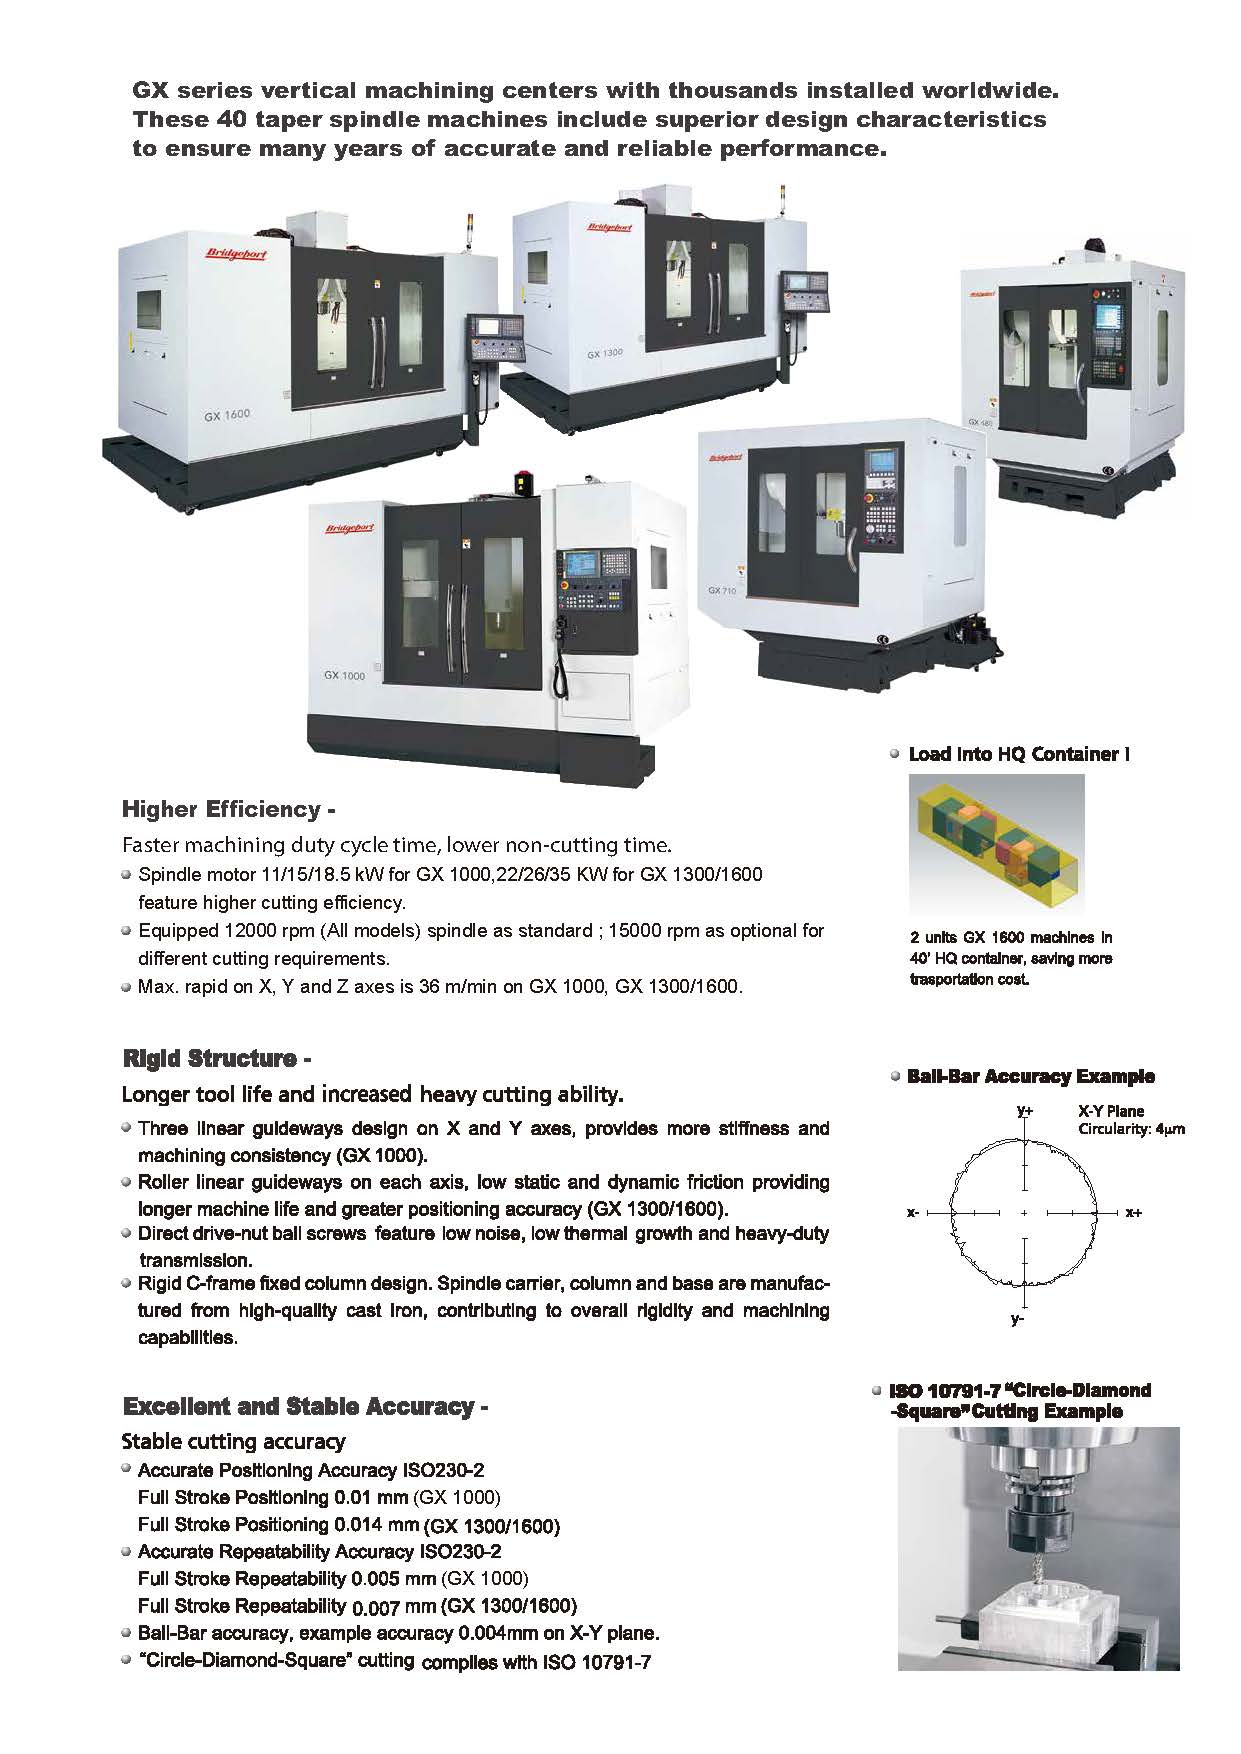 GX series vertical machining centers with thousands installed worldwide.
These 40 taper spindle machines include superior design characteristics
to ensure many years of accurate and reliable performance.
Bridgeport
GX 1600
Bridgeport
GX 1300
Bridgeport
GX 480
Bridgeport
GX 710
Bridgeport
GX 1000
Higher Efficiency -
Faster machining duty cycle time, lower non-cutting time.
Spindle motor 11/15/18.5 kW for GX 1000,22/26/35 KW for GX 1300/1600
feature higher cutting efficiency.
Equipped 12000 rpm (All models) spindle as standard ; 15000 rpm as optional for
different cutting requirements.
Max. rapid on X, Y and Z axes is 36 m/min on GX 1000, GX 1300/1600.
Load Into HQ Container !
2 units GX 1600 machines in
40' HQ container, saving more
trasportation cost.
Rigid Structure -
Longer tool life and increased heavy cutting ability.
Three linear guideways design on X and Y axes, provides more stiffness and
machining consistency (GX 1000).
Roller linear guideways on each axis, low static and dynamic friction providing
longer machine life and greater positioning accuracy (GX 1300/1600).
Direct drive-nut ball screws feature low noise, low thermal growth and heavy-duty
transmission.
Rigid C-frame fixed column design. Spindle carrier, column and base are manufac-
tured from high-quality cast iron, contributing to overall rigidity and machining
capabilities.
Ball-Bar Accuracy Example
y+
X-Y Plane
Circularity: 4µm
x-
x+
y-
Excellent and Stable Accuracy -
Stable cutting accuracy
Accurate Positioning Accuracy ISO230-2
Full Stroke Positioning 0.01 mm (GX 1000)
Full Stroke Positioning 0.014 mm (GX 1300/1600)
Accurate Repeatability Accuracy ISO230-2
Full Stroke Repeatability 0.005 mm (GX 1000)
Full Stroke Repeatability 0.007 mm (GX 1300/1600)
Ball-Bar accuracy, example accuracy 0.004mm on X-Y plane.
"Circle-Diamond-Square" cutting complies with ISO 10791-7
ISO 10791-7 "Circle-Diamond
-Square" Cutting Example